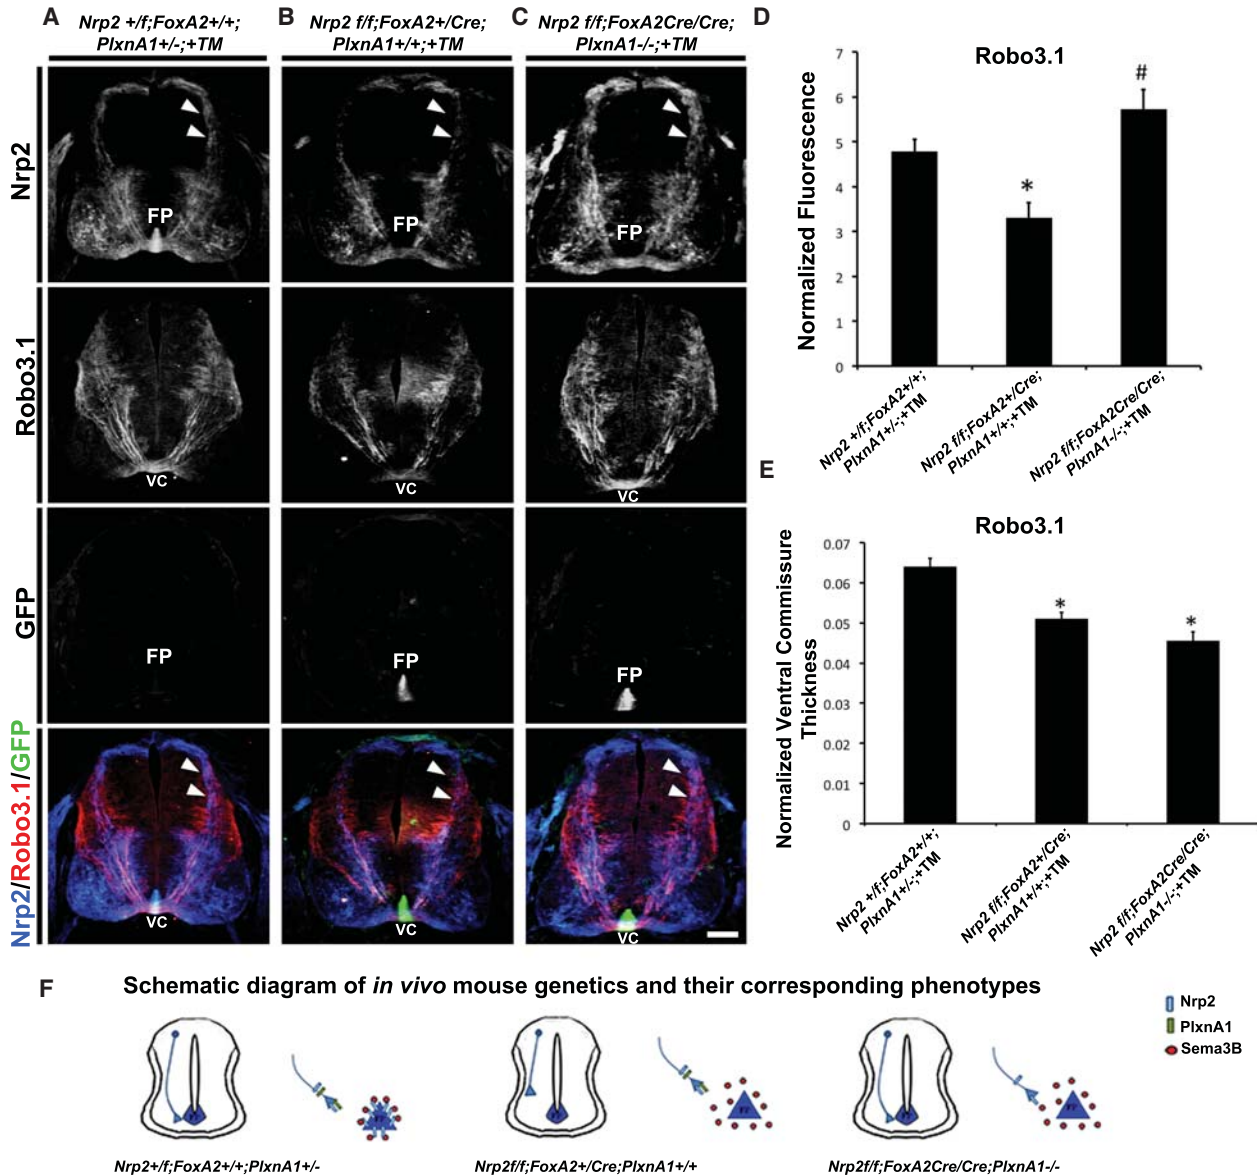 A
Nrp2 +/f;FoxA2+/+;
PlxnA1+/-;+TM
B
Nrp2 f/f;FoxA2+/Cre;
PlxnA1+/+;+TM
C
Nrp2 f/f;FoxA2Cre/Cre;
PlxnA1-/-;+TM
Nrp2
FP
FP
FP
Robo3.1
VC
VC
VC
GFP
FP
FP
FP
Nrp2/Robo3.1/GFP
VC
VC
VC
D
Robo3.1
Normalized Fluorescence
7
6
5
4
3
2
1
0
*
#
Nrp2 +/f;FoxA2+/+;
PlxnA1+/-;+TM
Nrp2 f/f;FoxA2+/Cre;
PlxnA1+/+;+TM
Nrp2 f/f;FoxA2Cre/Cre;
PlxnA1-/-;+TM
E
Robo3.1
Normalized Ventral Commissure
Thickness
0.07
0.06
0.05
0.04
0.03
0.02
0.01
0
*
*
Nrp2 +/f;FoxA2+/+;
PlxnA1+/-;+TM
Nrp2 f/f;FoxA2+/Cre;
PlxnA1+/+;+TM
Nrp2 f/f;FoxA2Cre/Cre;
PlxnA1-/-;+TM
F
Schematic diagram of in vivo mouse genetics and their corresponding phenotypes
Nrp2
PlxnA1
Sema3B
Nrp2+/f;FoxA2+/+;PlxnA1+/-
Nrp2f/f;FoxA2+/Cre;PlxnA1+/+
Nrp2f/f;FoxA2Cre/Cre;PlxnA1-/-